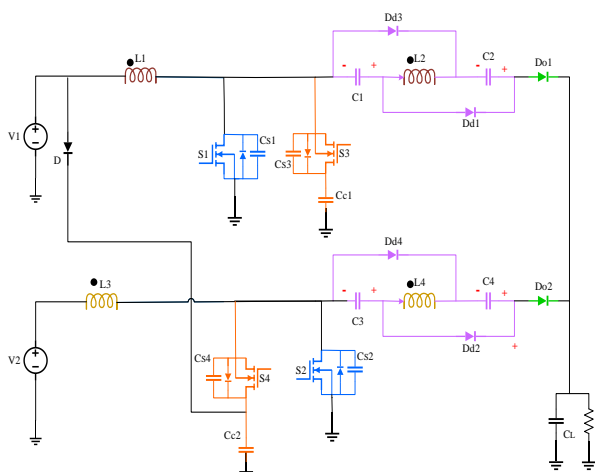 Dd3
L1
- + L2 - C2 + Do1
C1
Dd1
V1 + -
D
S1 Cs1
Cs3 S3
Cc1
Dd4
L3
- + L4 - C4 + Do2
C3
Dd2 +
V2 + -
Cs4 S4
S2 Cs2
Cc2
CL